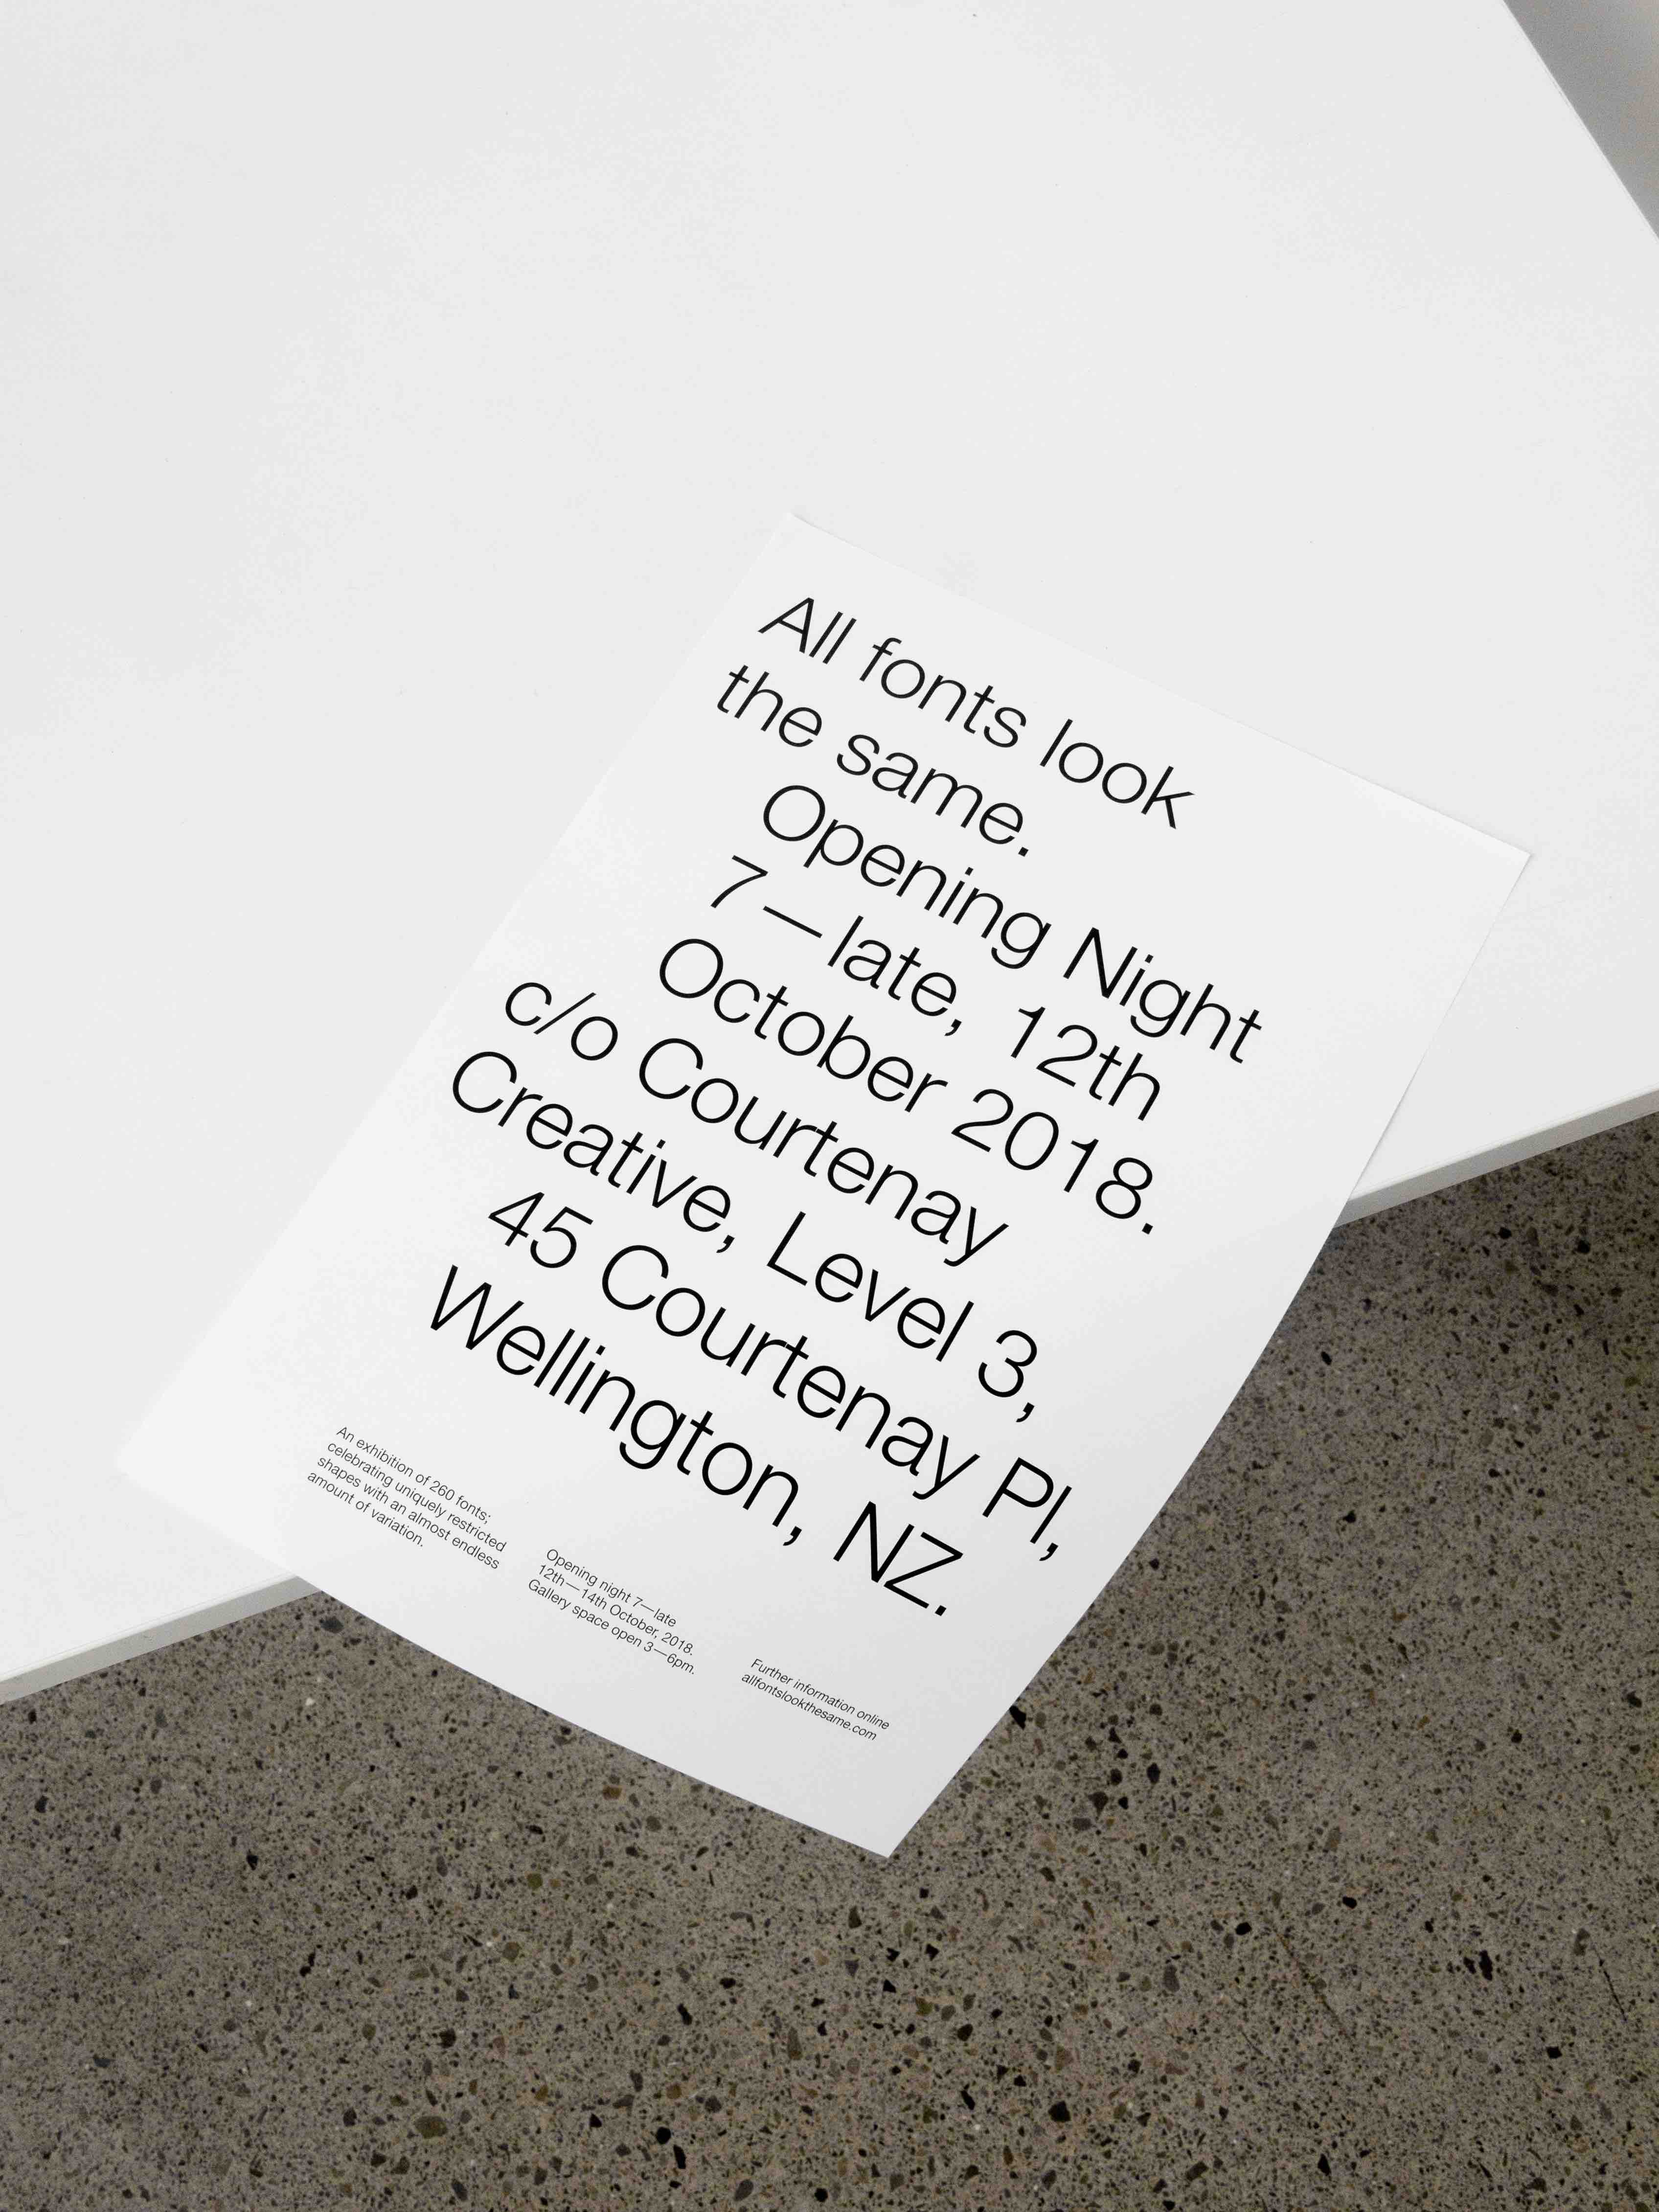 All fonts look
the same.
Opening Night
7—late, 12th
October 2018.
c/o Courtenay
Creative, Level 3,
45 Courtenay Pl,
Wellington, NZ.
An exhibition of 260 fonts;
celebrating uniquely restricted
shapes with an almost endless
amount of variation.
Opening night 7—late
12th—14th October, 2018.
Gallery space open 3—6pm.
Further information online
allfontslookthesame.com